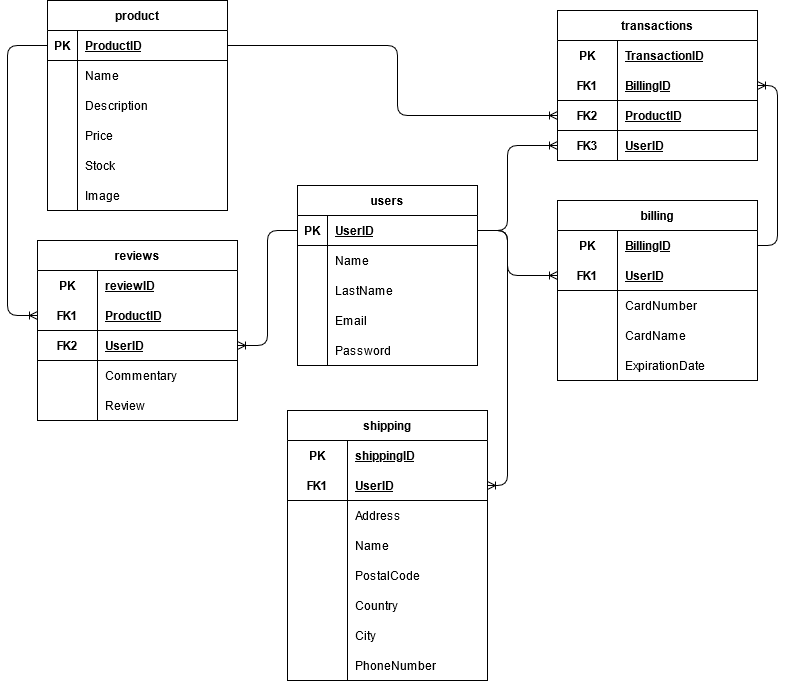 product
PK ProductID
Name
Description
Price
Stock
Image
transactions
PK TransactionID
FK1 BillingID
FK2 ProductID
FK3 UserID
users
PK UserID
Name
LastName
Email
Password
billing
PK BillingID
FK1 UserID
CardNumber
CardName
ExpirationDate
reviews
PK reviewID
FK1 ProductID
FK2 UserID
Commentary
Review
shipping
PK shippingID
FK1 UserID
Address
Name
PostalCode
Country
City
PhoneNumber